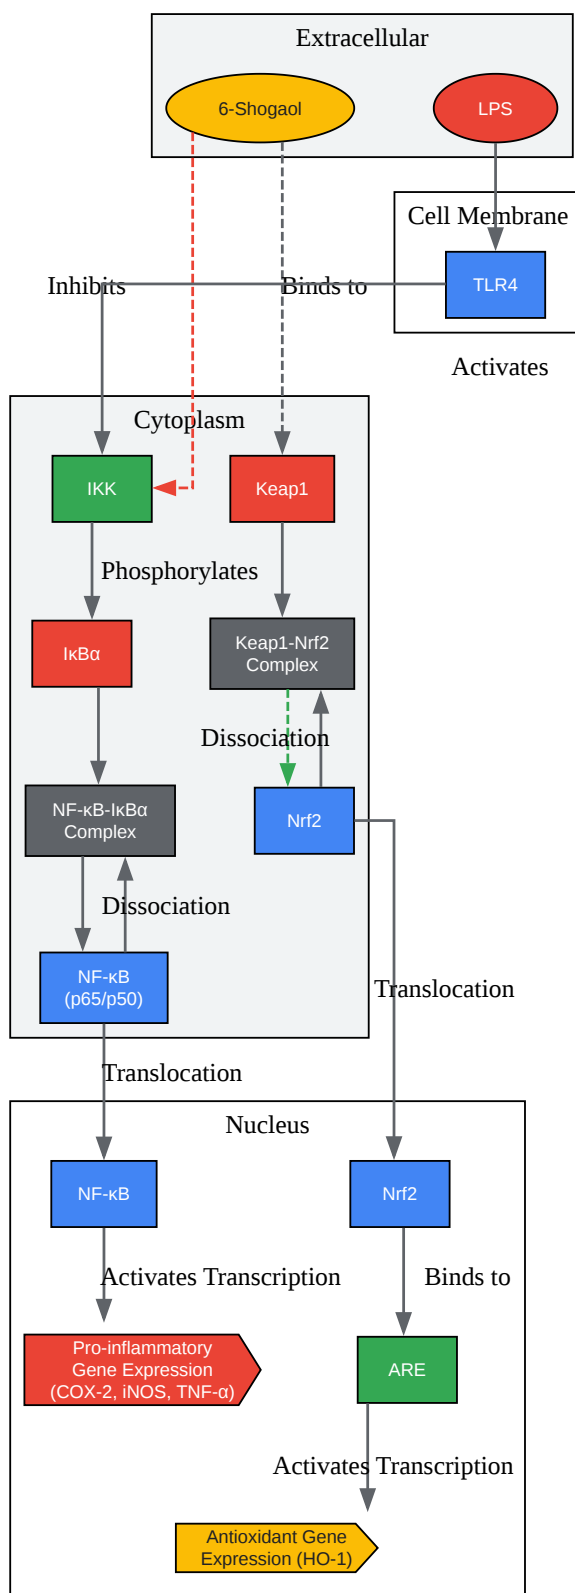 Extracellular
6-Shogaol
LPS
Cell Membrane
TLR4
Inhibits
Binds to
Activates
Cytoplasm
IKK
Keap1
Phosphorylates
IκBα
Keap1-Nrf2
Complex
Dissociation
NF-κB-IκBα
Complex
Nrf2
Dissociation
NF-κB
(p65/p50)
Translocation
Translocation
Nucleus
NF-κB
Nrf2
Activates Transcription
Binds to
Pro-inflammatory
Gene Expression
(COX-2, iNOS, TNF-α)
ARE
Activates Transcription
Antioxidant Gene
Expression (HO-1)